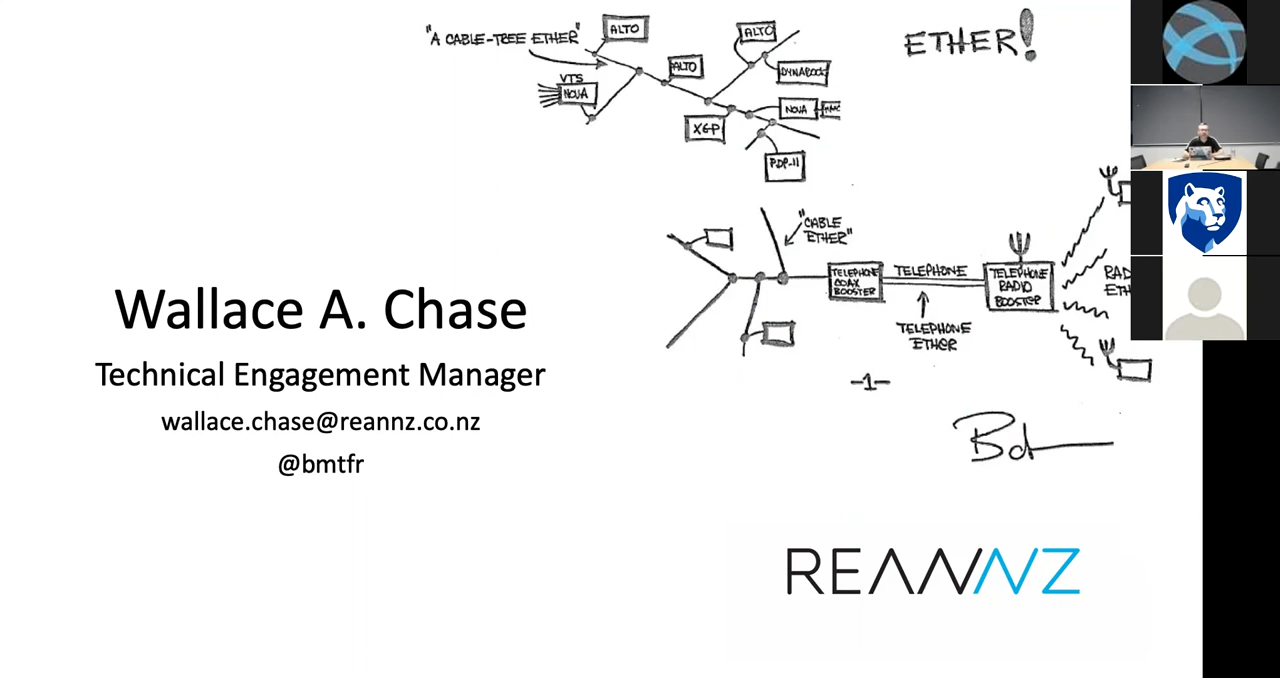 "A CABLE-TREE ETHER"
ALTO
ALTO
ETHER!
ALTO
VTS
NOVA
DYNABOOK
NOVA
XGP
PDP-11
"CABLE
ETHER"
TELEPHONE
COAX
BOOSTER
TELEPHONE
TELEPHONE
RADIO
BOOSTER
RAD
ETH
TELEPHONE
ETHER
-1-
Wallace A. Chase
Technical Engagement Manager
wallace.chase@reannz.co.nz
@bmtfr
REANNZ